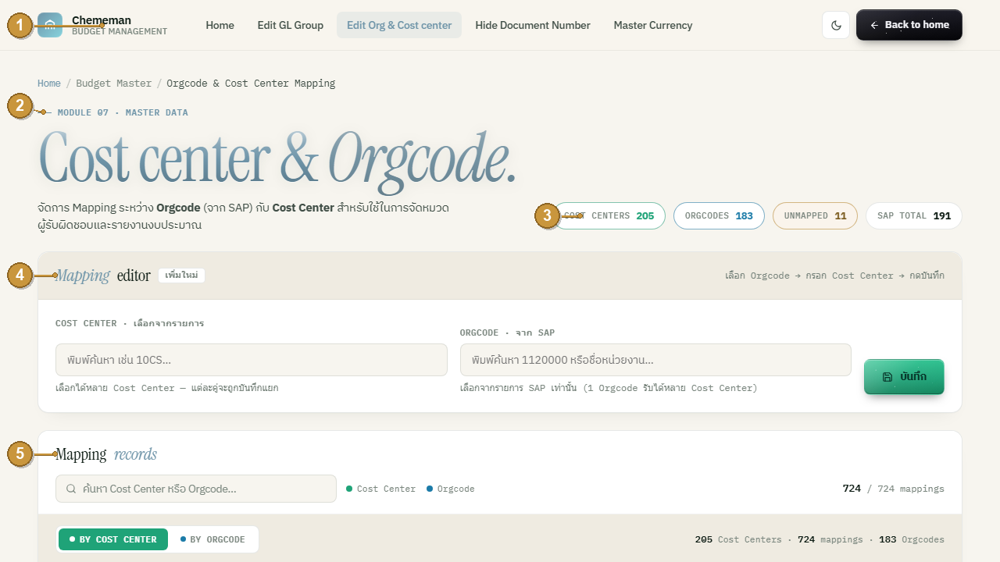 1
Chememan
BUDGET MANAGEMENT
Home
Edit GL Group
Edit Org & Cost center
Hide Document Number
Master Currency
Back to home
Home / Budget Master / Orgcode & Cost Center Mapping
2
— MODULE 07 · MASTER DATA
Cost center & Orgcode.
จัดการ Mapping ระหว่าง Orgcode (จาก SAP) กับ Cost Center สำหรับใช้ในการจัดหมวด
ผู้รับผิดชอบและรายงานงบประมาณ
3
COST CENTERS 205
ORGCODES 183
UNMAPPED 11
SAP TOTAL 191
4
Mapping editor
เพิ่มใหม่
เลือก Orgcode → กรอก Cost Center → กดบันทึก
COST CENTER · เลือกจากรายการ
ORGCODE · จาก SAP
พิมพ์ค้นหา เช่น 10CS...
พิมพ์ค้นหา 1120000 หรือชื่อหน่วยงาน...
บันทึก
เลือกได้หลาย Cost Center — แต่ละคู่จะถูกบันทึกแยก
เลือกจากรายการ SAP เท่านั้น (1 Orgcode รับได้หลาย Cost Center)
5
Mapping records
ค้นหา Cost Center หรือ Orgcode...
Cost Center
Orgcode
724 / 724 mappings
BY COST CENTER
BY ORGCODE
205 Cost Centers · 724 mappings · 183 Orgcodes